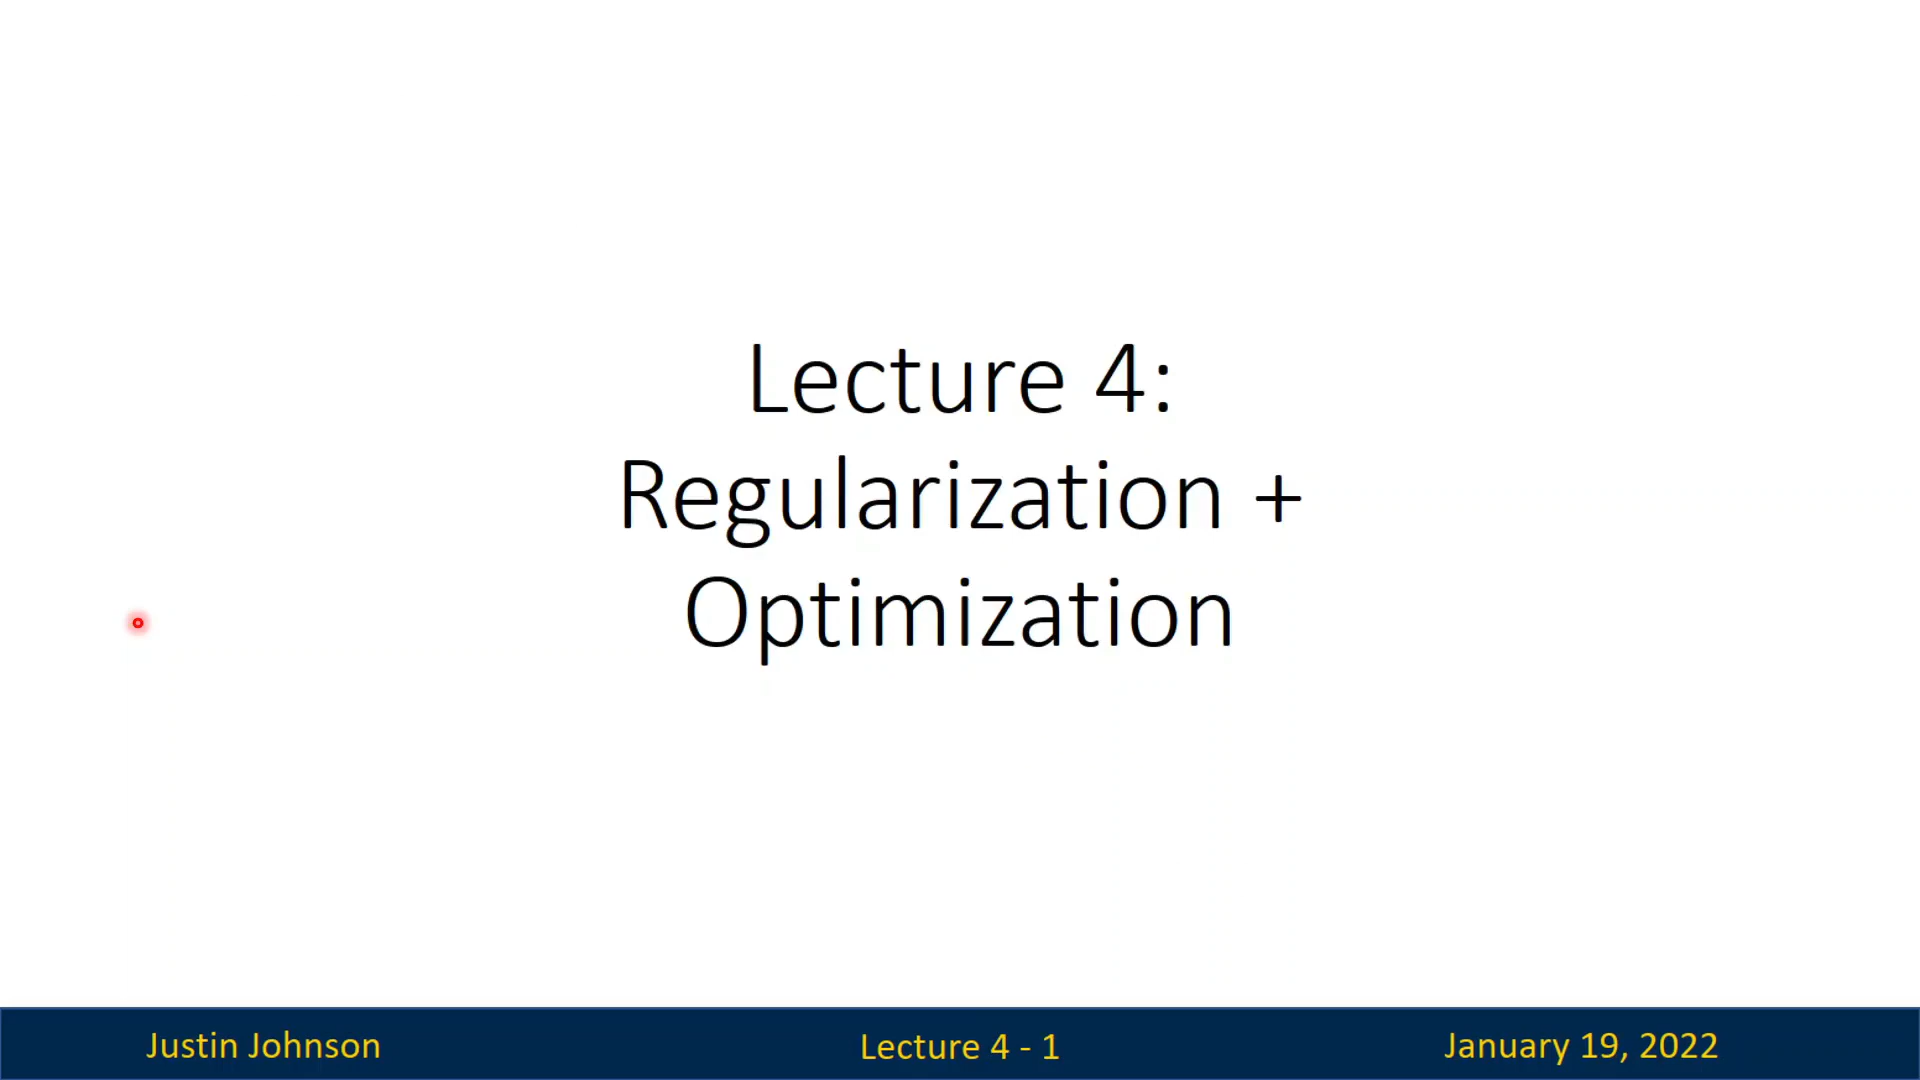 Lecture 4:
Regularization +
Optimization
Justin Johnson
Lecture 4 - 1
January 19, 2022